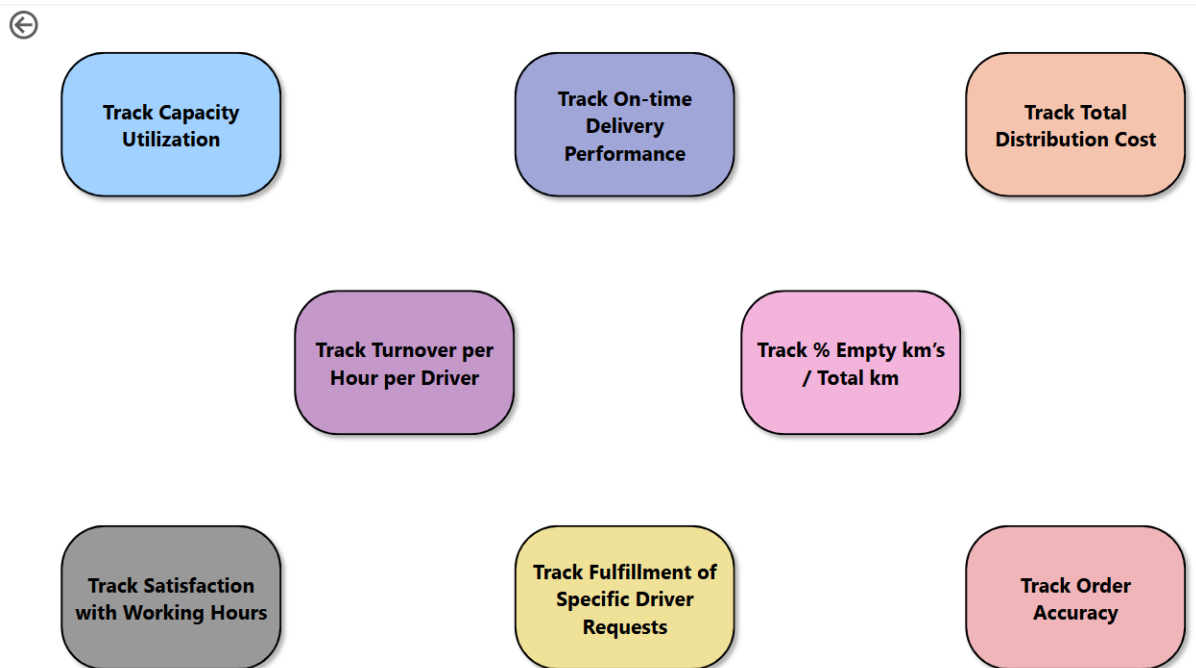 Track Capacity
Utilization
Track On-time
Delivery
Performance
Track Total
Distribution Cost
Track Turnover per
Hour per Driver
Track % Empty km’s
/ Total km
Track Satisfaction
with Working Hours
Track Fulfillment of
Specific Driver
Requests
Track Order
Accuracy